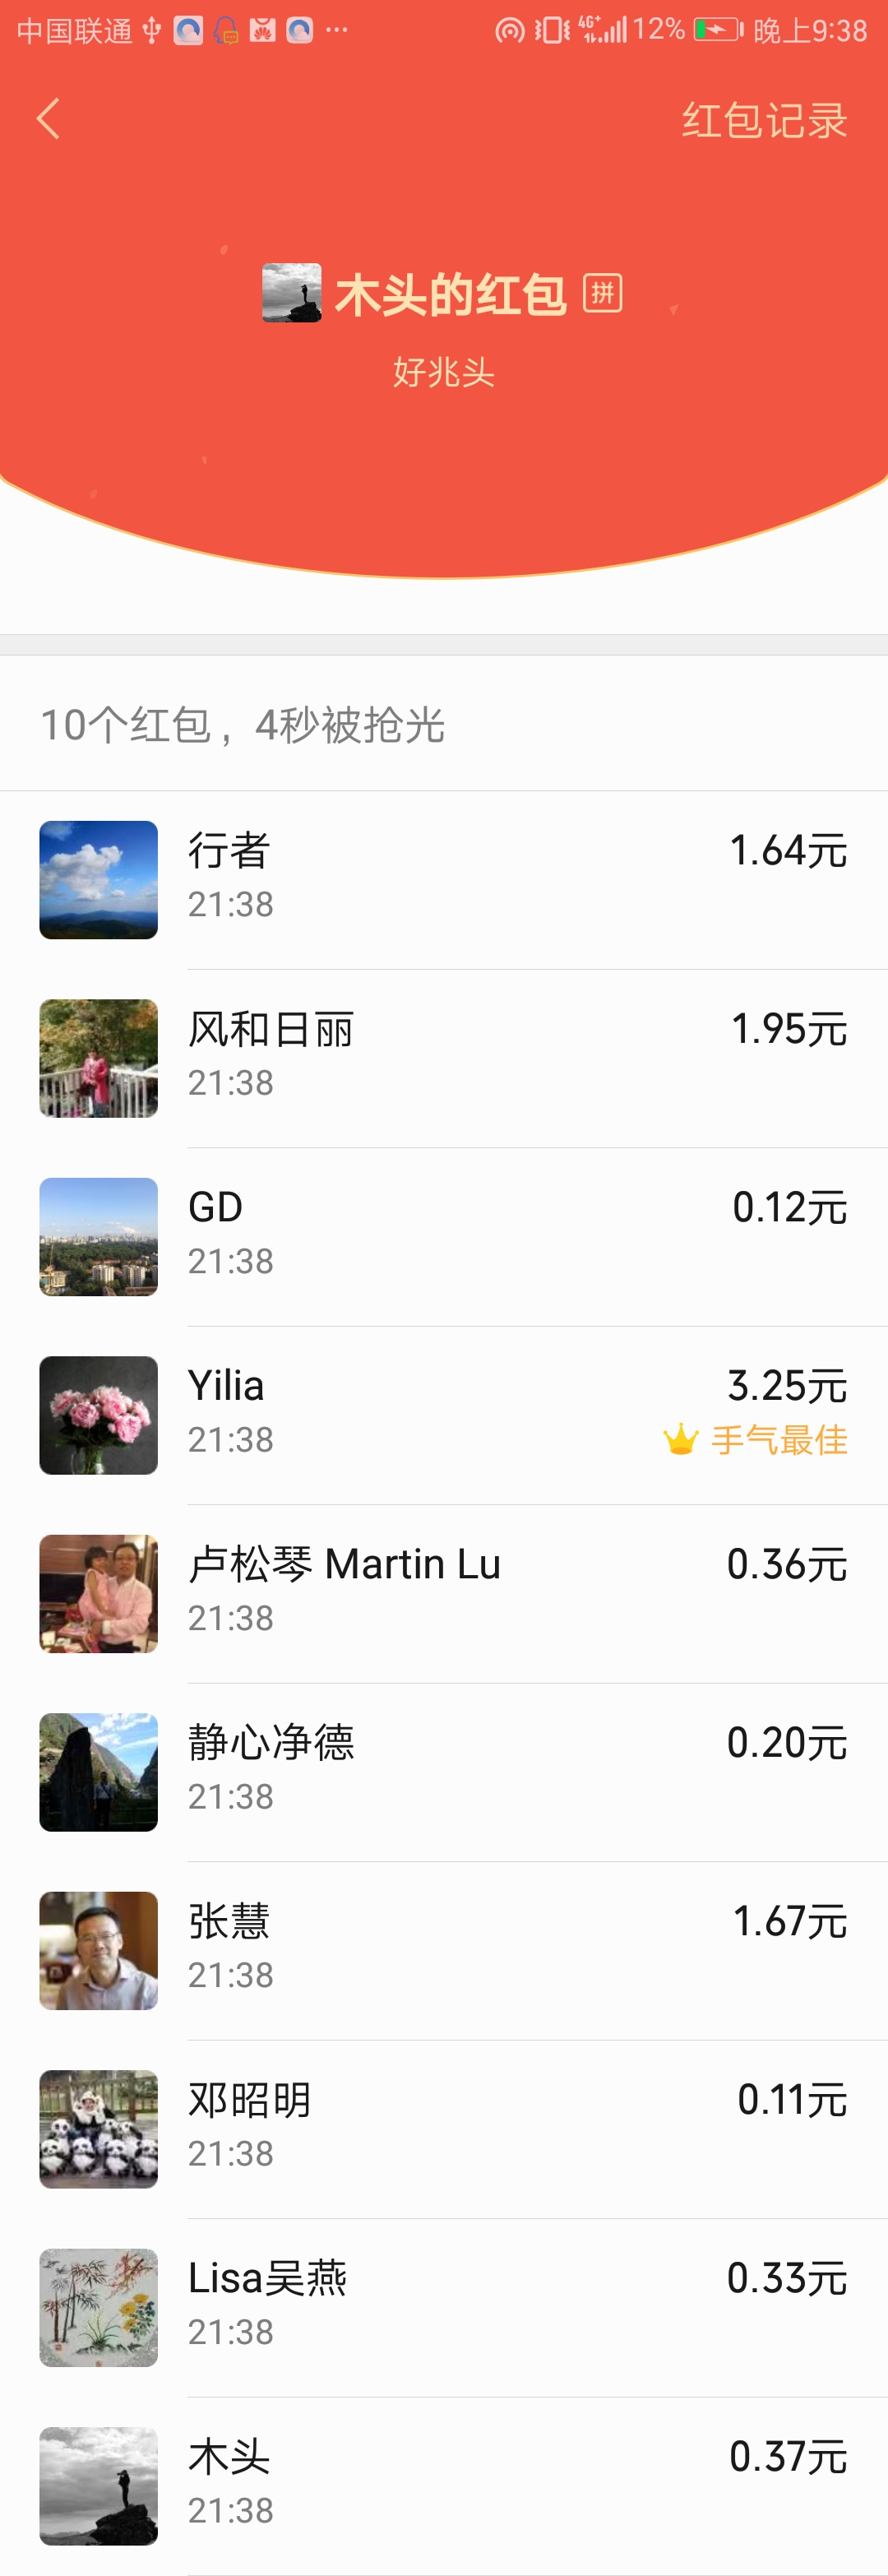 中国联通 ··· 4G+ 12% 晚上9:38
红包记录
木头的红包 拼
好兆头
10个红包，4秒被抢光
行者 1.64元
21:38
风和日丽 1.95元
21:38
GD 0.12元
21:38
Yilia 3.25元
21:38 手气最佳
卢松琴 Martin Lu 0.36元
21:38
静心净德 0.20元
21:38
张慧 1.67元
21:38
邓昭明 0.11元
21:38
Lisa吴燕 0.33元
21:38
木头 0.37元
21:38